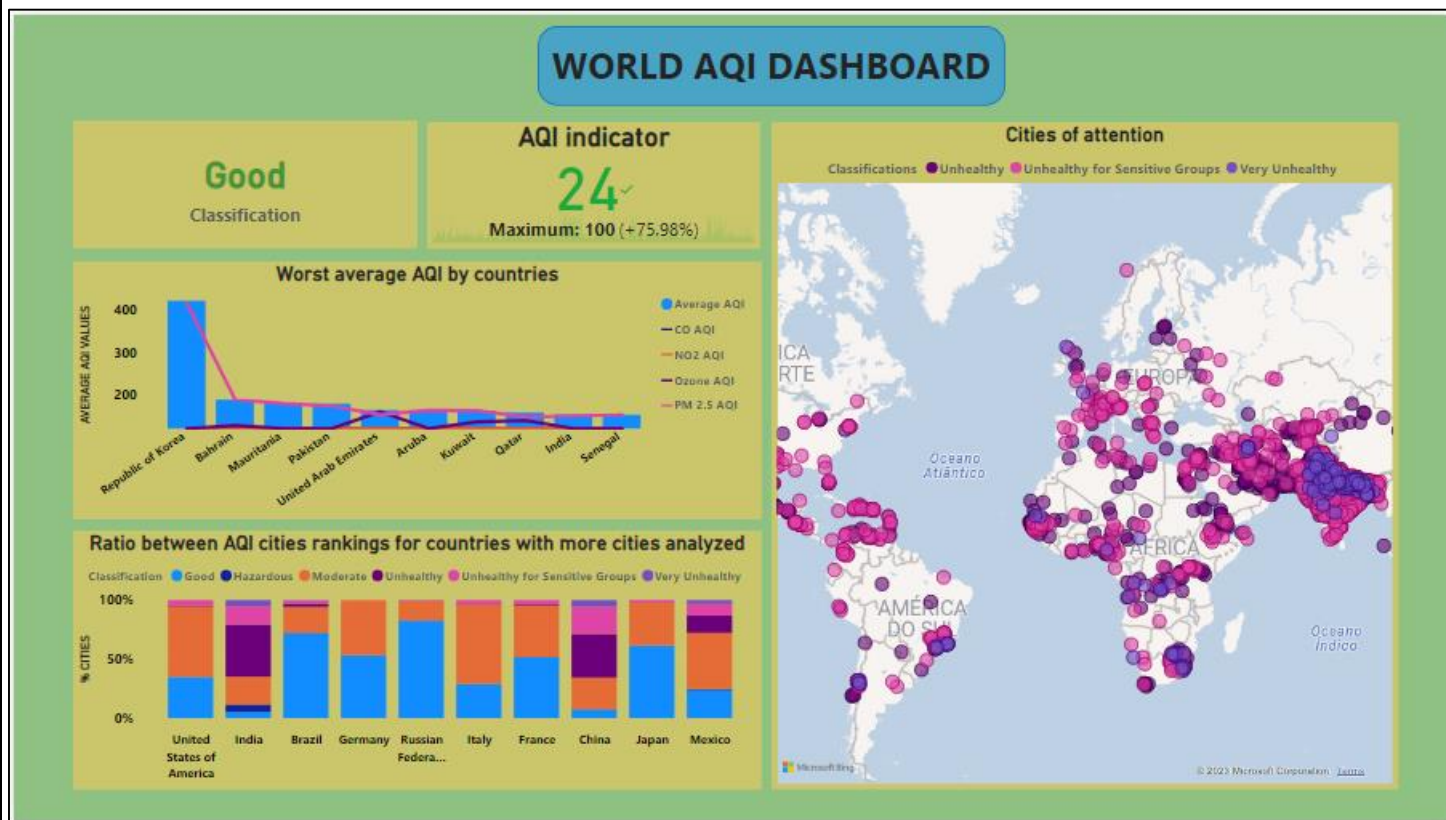 WORLD AQI DASHBOARD
Good
Classification
AQI indicator
24
Maximum: 100 (+75.98%)
Worst average AQI by countries
AVERAGE AQI VALUES
400
300
200
Average AQI
CO AQI
NO2 AQI
Ozone AQI
PM 2.5 AQI
Republic of Korea
Bahrain
Mauritania
Pakistan
United Arab Emirates
Aruba
Kuwait
Qatar
India
Senegal
Ratio between AQI cities rankings for countries with more cities analyzed
Classification Good Hazardous Moderate Unhealthy Unhealthy for Sensitive Groups Very Unhealthy
% CITIES
100%
50%
0%
United States of America
India
Brazil
Germany
Russian Federa...
Italy
France
China
Japan
Mexico
Cities of attention
Classifications Unhealthy Unhealthy for Sensitive Groups Very Unhealthy
ICA
RTE
EUROPA
Oceano
Atlântico
ÁFRICA
AMÉRICA
DO SUL
Oceano
Índico
Microsoft Bing
© 2023 Microsoft Corporation Terms